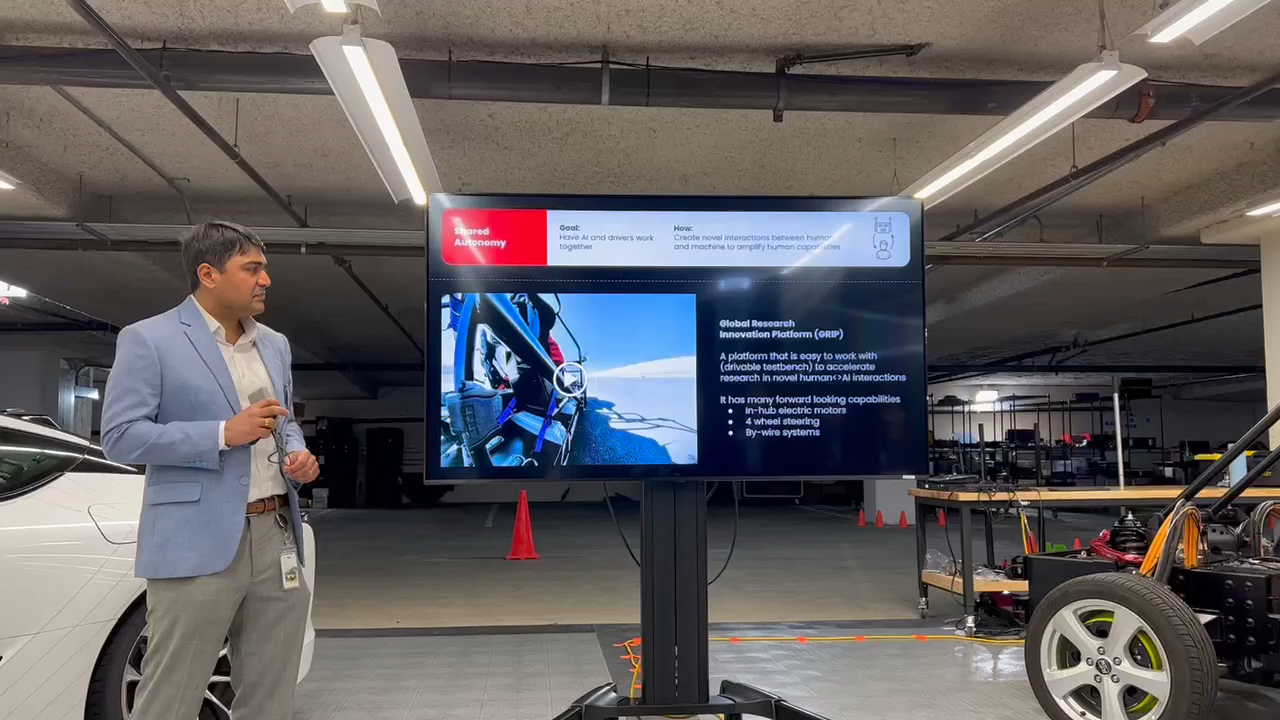 Shared
Autonomy
Goal:
Have AI and drivers work
together
How:
Create novel interactions between human
and machine to amplify human capabilities
Global Research
Innovation Platform (GRIP)
A platform that is easy to work with
(drivable testbench) to accelerate
research in novel human<>AI interactions
It has many forward looking capabilities
• In-hub electric motors
• 4 wheel steering
• By-wire systems